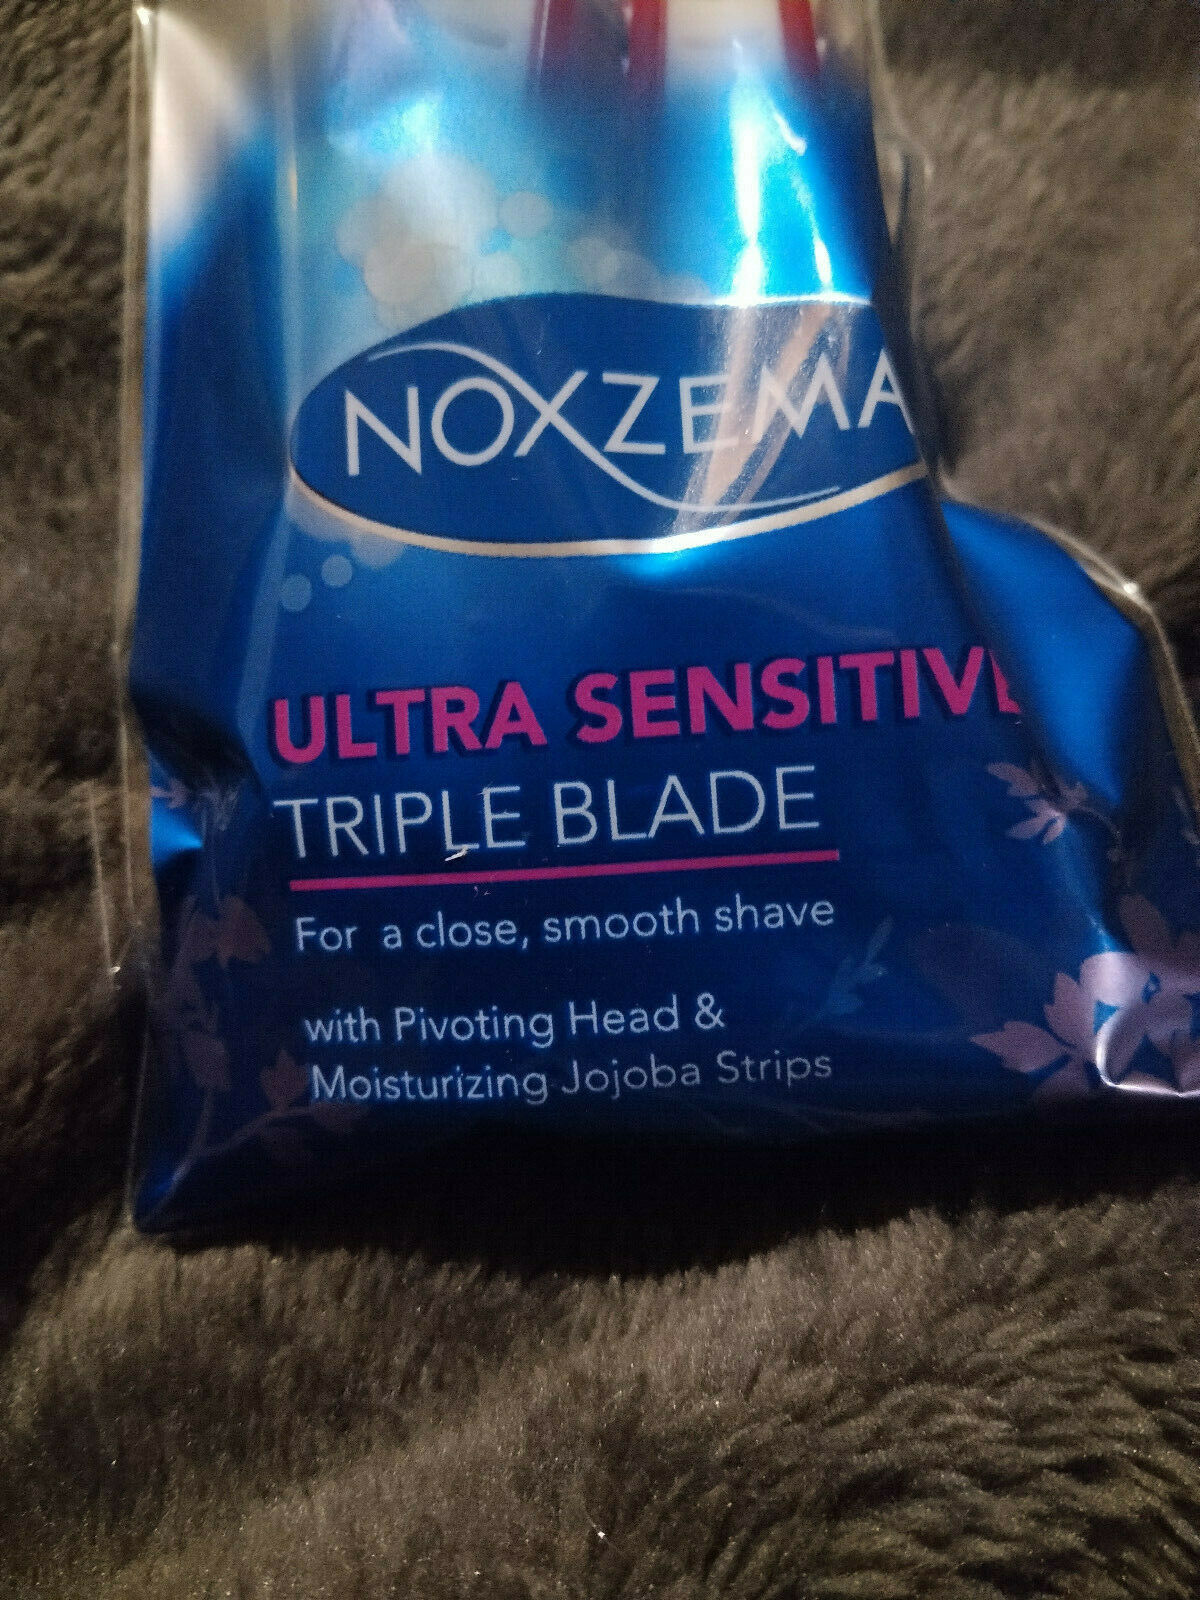 NOXZEMA
ULTRA SENSITIVE
TRIPLE BLADE
For a close, smooth shave
with Pivoting Head &
Moisturizing Jojoba Strips